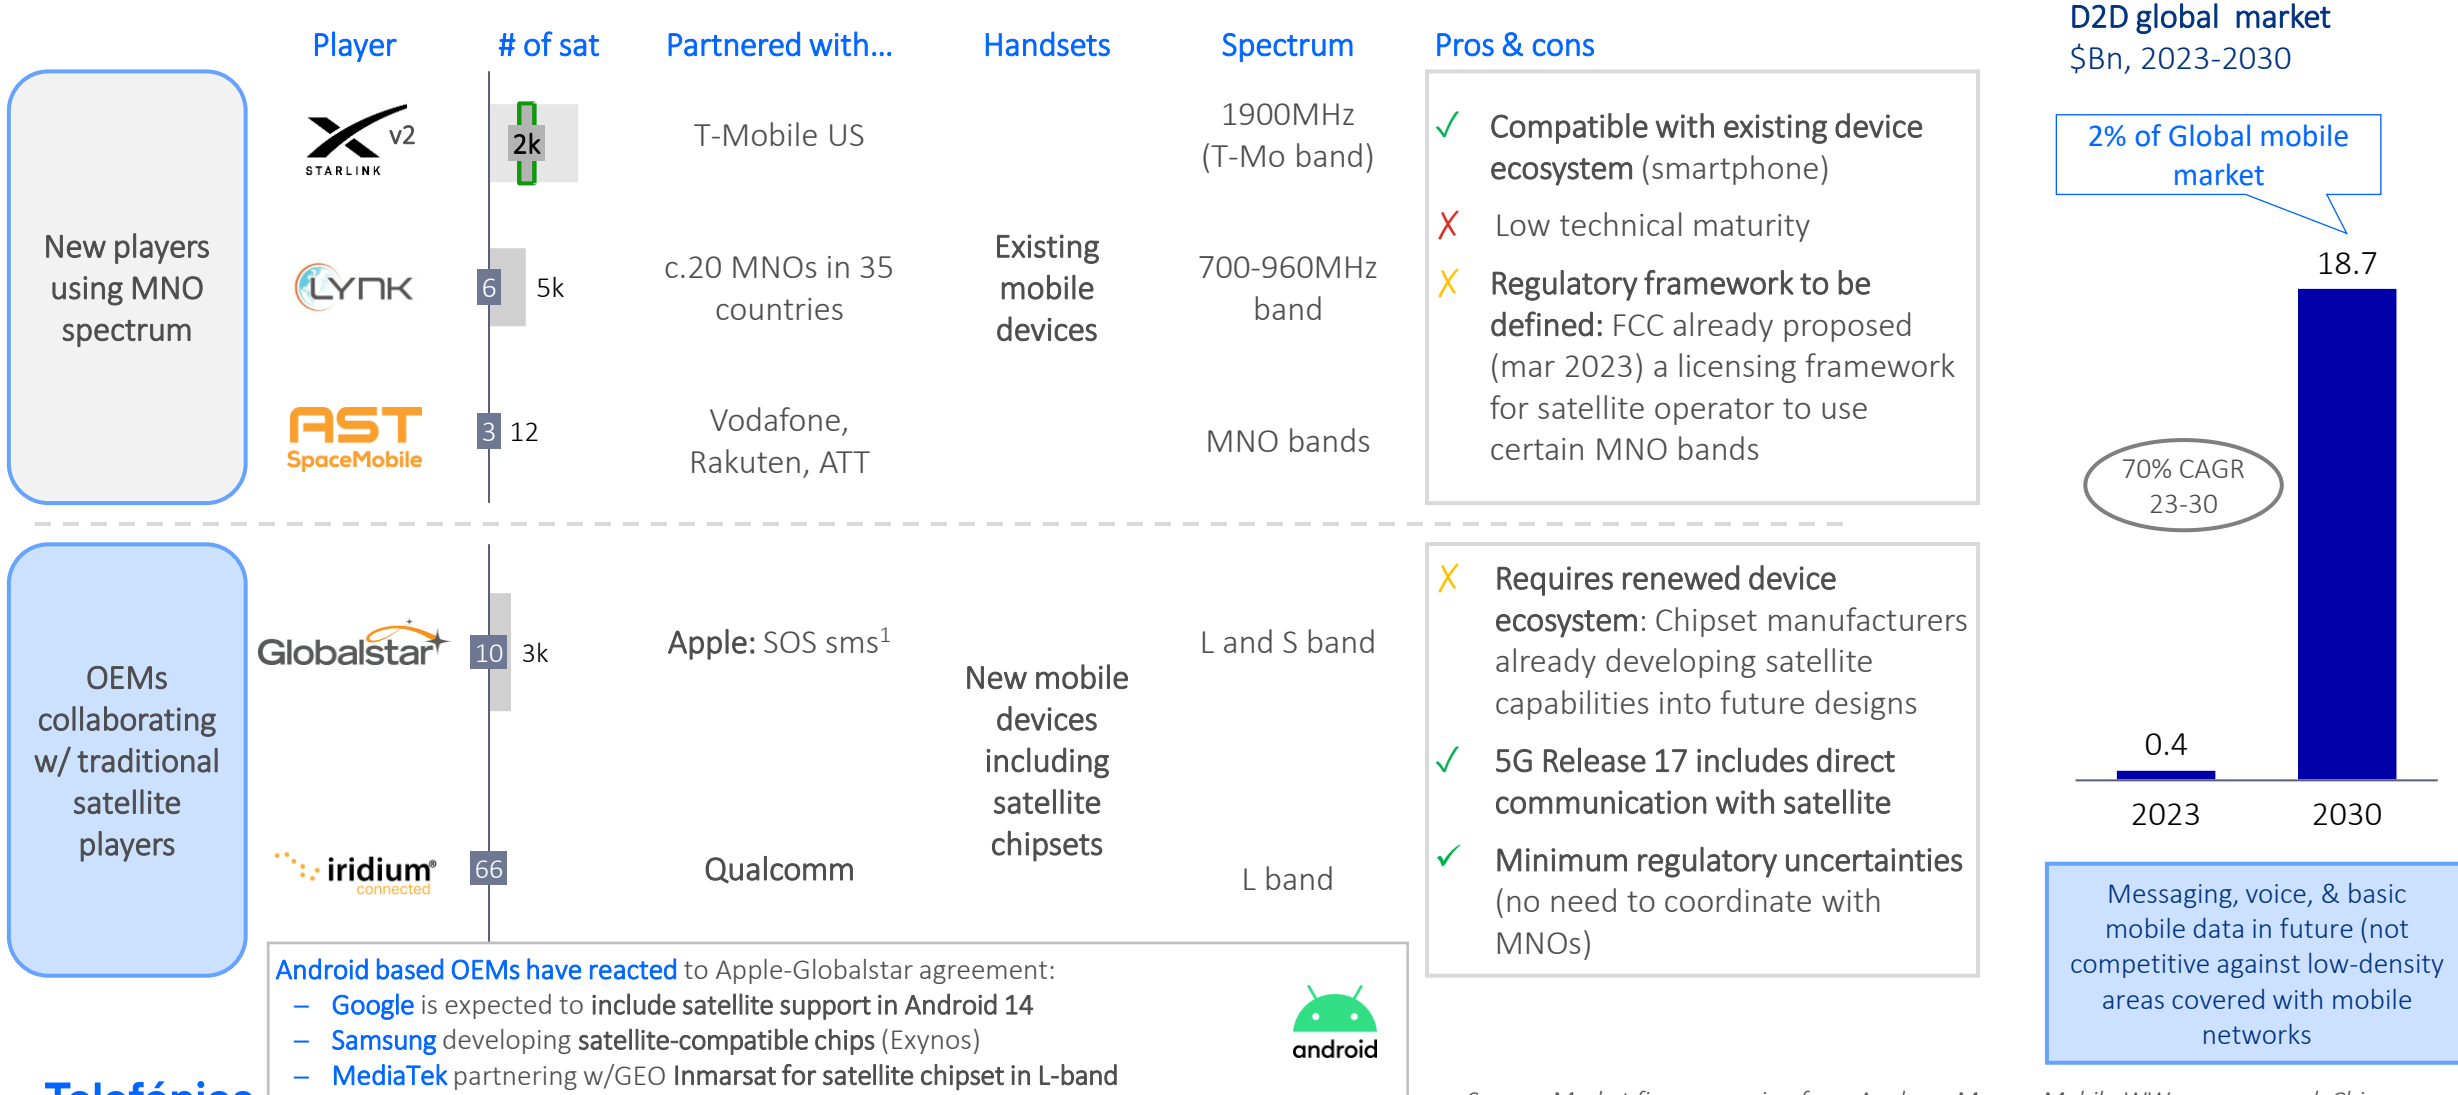 Player
# of sat
Partnered with...
Handsets
Spectrum
Pros & cons
D2D global market
$Bn, 2023-2030
New players
using MNO
spectrum
v2
STARLINK
2k
T-Mobile US
1900MHz
(T-Mo band)
LYNK
6
5k
c.20 MNOs in 35
countries
700-960MHz
band
AST
SpaceMobile
3
12
Vodafone,
Rakuten, ATT
MNO bands
Existing
mobile
devices
✓ Compatible with existing device
ecosystem (smartphone)
✗ Low technical maturity
✗ Regulatory framework to be
defined: FCC already proposed
(mar 2023) a licensing framework
for satellite operator to use
certain MNO bands
2% of Global mobile
market
18.7
70% CAGR
23-30
0.4
2023
2030
OEMs
collaborating
w/ traditional
satellite
players
Globalstar
10
3k
Apple: SOS sms¹
L and S band
iridium®
connected
66
Qualcomm
L band
New mobile
devices
including
satellite
chipsets
✗ Requires renewed device
ecosystem: Chipset manufacturers
already developing satellite
capabilities into future designs
✓ 5G Release 17 includes direct
communication with satellite
✓ Minimum regulatory uncertainties
(no need to coordinate with
MNOs)
Messaging, voice, & basic
mobile data in future (not
competitive against low-density
areas covered with mobile
networks
Android based OEMs have reacted to Apple-Globalstar agreement:
– Google is expected to include satellite support in Android 14
– Samsung developing satellite-compatible chips (Exynos)
– MediaTek partnering w/GEO Inmarsat for satellite chipset in L-band
android
Telefónica